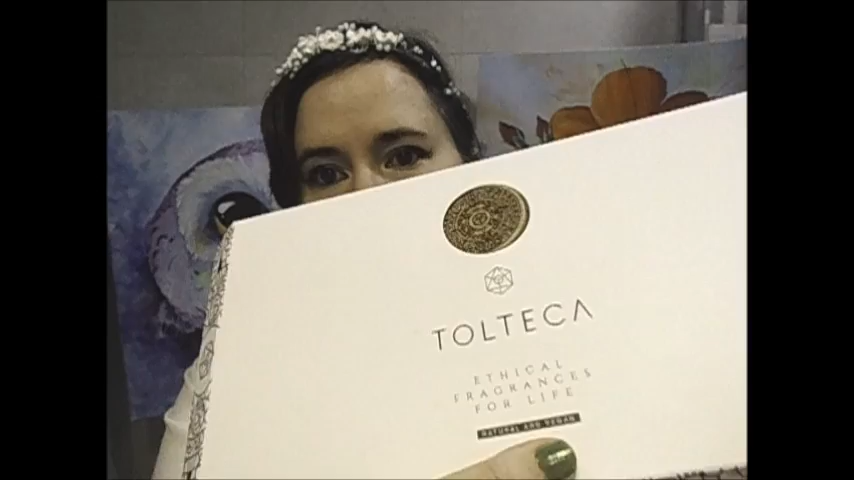 TOLTECA
ETHICAL
FRAGRANCES
FOR LIFE
NATURAL AND VEGAN